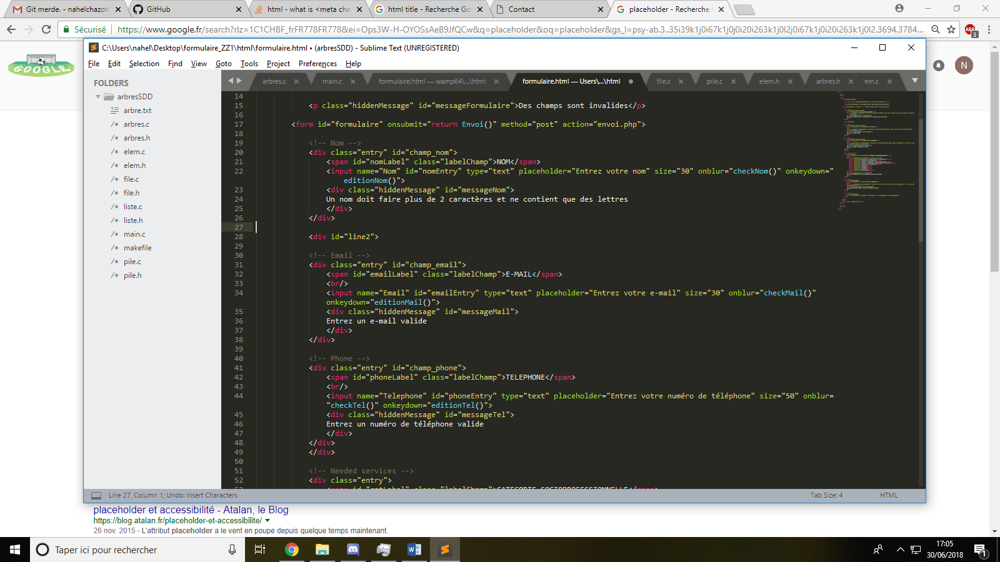 Git merde. - nahelchazot
GitHub
html - what is <meta cha
html title - Recherche Go
Contact
placeholder - Recherche
Sécurisé
https://www.google.fr/search?rlz=1C1CHBF_frFR778FR778&ei=Ops3W-H-OYOSsAeB9JfQCw&q=placeholder&oq=placeholder&gs_l=psy-ab.3..35i39k1j0i67k1j0j0i20i263k1j0l2j0i67k1j0i20i263k1j0l2.3694.3784...
ABP
3
GOOGLE
N
C:\Users\nahel\Desktop\formulaire_ZZ1\html\formulaire.html • (arbresSDD) - Sublime Text (UNREGISTERED)
File Edit Selection Find View Goto Tools Project Preferences Help
FOLDERS
arbresSDD
arbre.txt
/* arbres.c
/* arbres.h
/* elem.c
/* elem.h
/* file.c
/* file.h
/* liste.c
/* liste.h
/* main.c
/* makefile
/* pile.c
/* pile.h
arbres.c
main.c
formulaire.html — wamp64\...\html
formulaire.html — Users\...\html
file.c
pile.c
elem.h
arbres.h
lem.c
14
15 <p class="hiddenMessage" id="messageFormulaire">Des champs sont invalides</p>
16
17 <form id="formulaire" onsubmit="return Envoi()" method="post" action="envoi.php">
18
19 <!-- Nom -->
20 <div class="entry" id="champ_nom">
21 <span id="nomLabel" class="labelChamp">NOM</span>
22 <input name="Nom" id="nomEntry" type="text" placeholder="Entrez votre nom" size="30" onblur="checkNom()" onkeydown="
editionNom()">
23 <div class="hiddenMessage" id="messageNom">
24 Un nom doit faire plus de 2 caractères et ne contient que des lettres
25 </div>
26 </div>
27
28 <div id="line2">
29
30 <!-- Email -->
31 <div class="entry" id="champ_email">
32 <span id="emailLabel" class="labelChamp">E-MAIL</span>
33 <br/>
34 <input name="Email" id="emailEntry" type="text" placeholder="Entrez votre e-mail" size="30" onblur="checkMail()"
onkeydown="editionMail()">
35 <div class="hiddenMessage" id="messageMail">
36 Entrez un e-mail valide
37 </div>
38 </div>
39
40 <!-- Phone -->
41 <div class="entry" id="champ_phone">
42 <span id="phoneLabel" class="labelChamp">TELEPHONE</span>
43 <br/>
44 <input name="Telephone" id="phoneEntry" type="text" placeholder="Entrez votre numéro de téléphone" size="50" onblur=
"checkTel()" onkeydown="editionTel()">
45 <div class="hiddenMessage" id="messageTel">
46 Entrez un numéro de téléphone valide
47 </div>
48 </div>
49 </div>
50
51 <!-- Needed services -->
52 <div class="entry">
53 <span id="catLabel" class="labelChamp">CATEGORIE SOCIOPROFESSIONNELLE</span>
Line 27, Column 1; Undo: Insert Characters
Tab Size: 4
HTML
placeholder et accessibilité - Atalan, le Blog
https://blog.atalan.fr/placeholder-et-accessibilite/
26 nov. 2015 - L'attribut placeholder a le vent en poupe depuis quelque temps maintenant.
Taper ici pour rechercher
17:05
30/06/2018
1